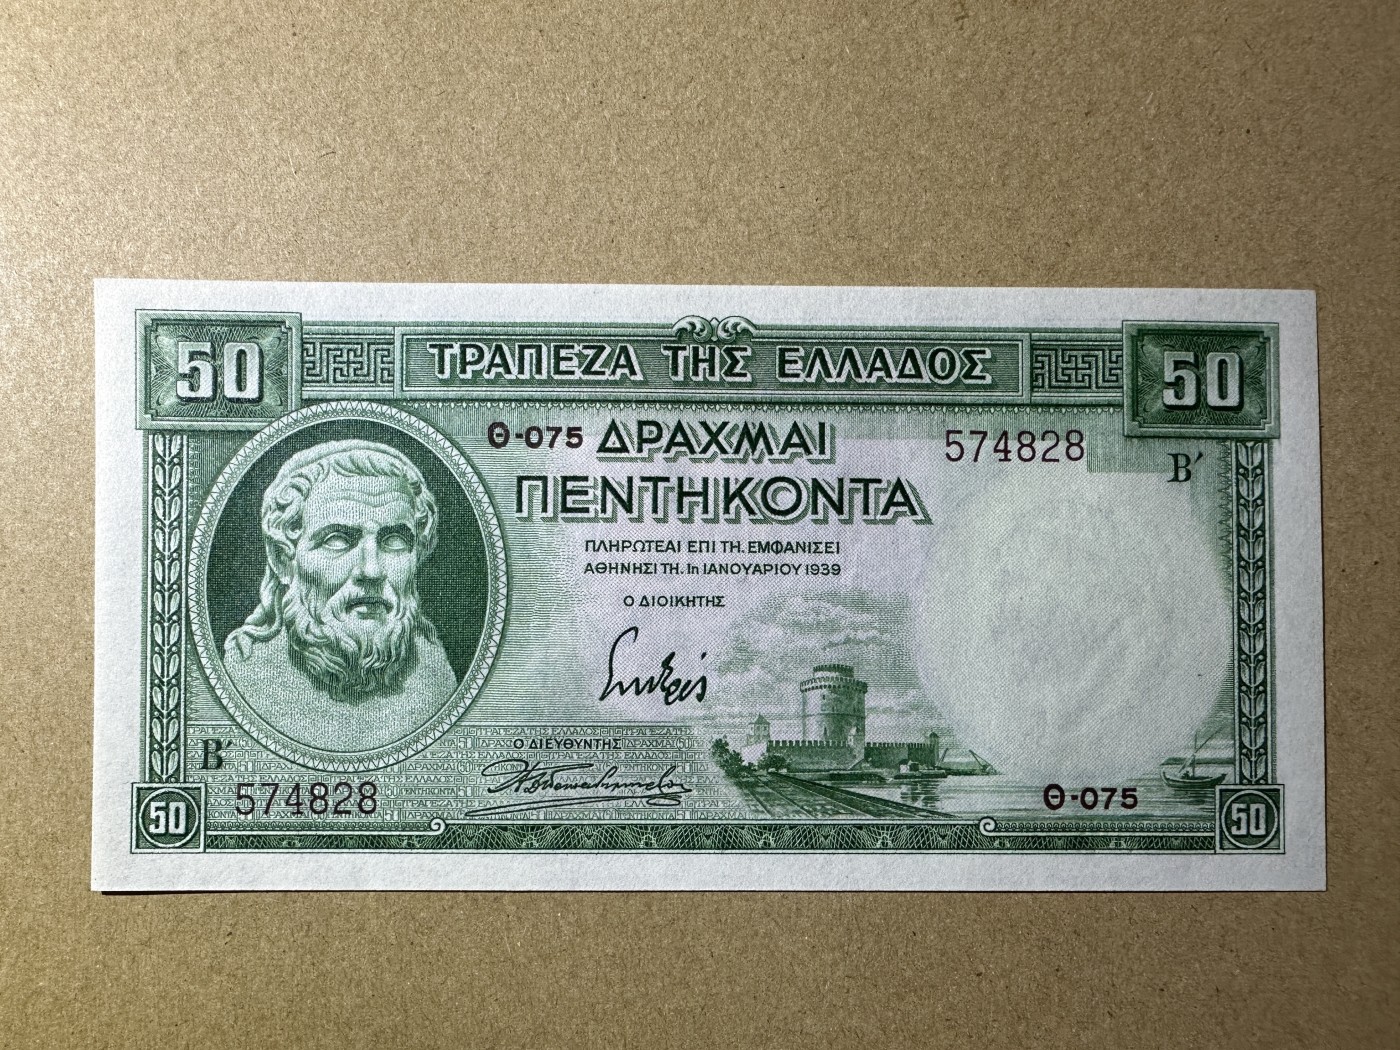 50 ΤΡΑΠΕΖΑ ΤΗΣ ΕΛΛΑΔΟΣ 50
Θ-075 ΔΡΑΧΜΑΙ 574828
ΠΕΝΤΗΚΟΝΤΑ Β΄
ΠΛΗΡΩΤΕΑΙ ΕΠΙ ΤΗ. ΕΜΦΑΝΙΣΕΙ
ΑΘΗΝΗΣΙ ΤΗ. 1η ΙΑΝΟΥΑΡΙΟΥ 1939
Ο ΔΙΟΙΚΗΤΗΣ
Β΄ Ο ΔΙΕΥΘΥΝΤΗΣ
574828 Θ-075
50 50